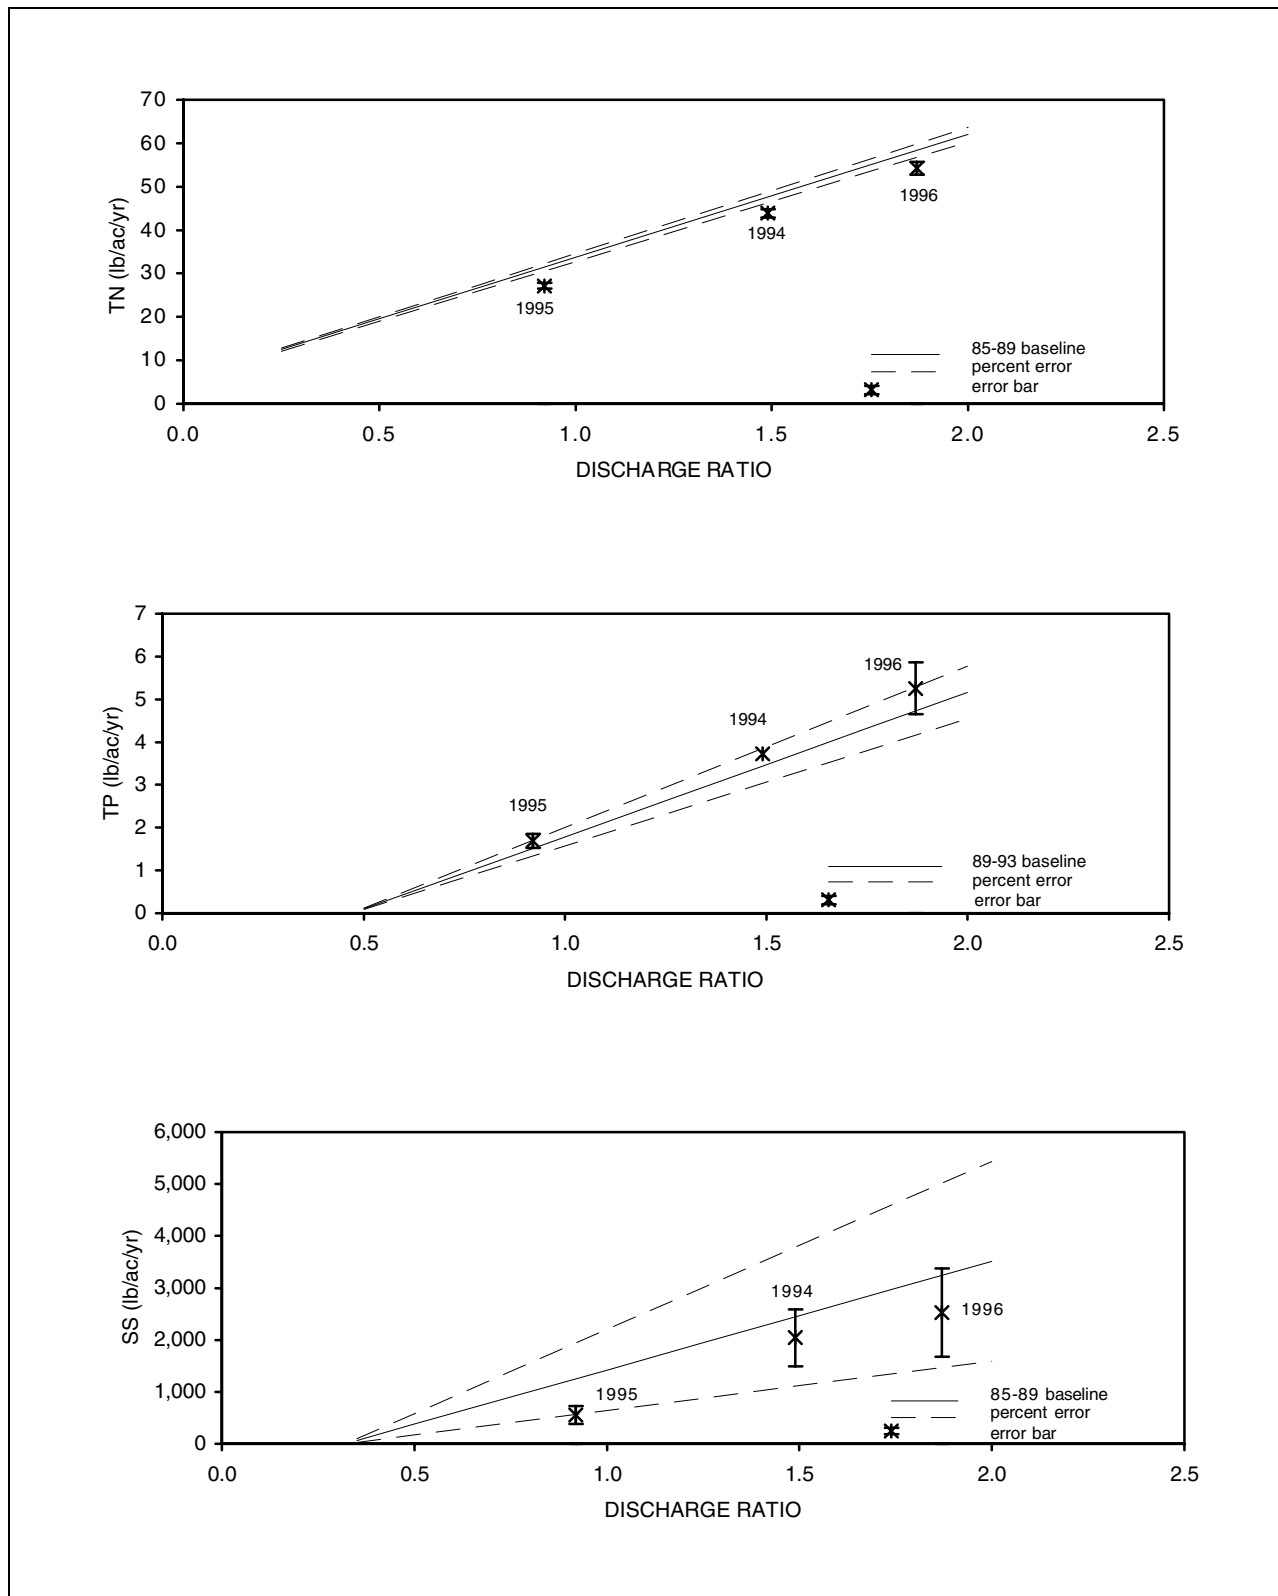 70
60
50
40
30
20
10
0
TN (lb/ac/yr)
1996
1994
1995
85-89 baseline
percent error
error bar
0.0 0.5 1.0 1.5 2.0 2.5
DISCHARGE RATIO
7
6
5
4
3
2
1
0
TP (lb/ac/yr)
1996
1994
1995
89-93 baseline
percent error
error bar
0.0 0.5 1.0 1.5 2.0 2.5
DISCHARGE RATIO
6,000
5,000
4,000
3,000
2,000
1,000
0
SS (lb/ac/yr)
1994
1996
1995
85-89 baseline
percent error
error bar
0.0 0.5 1.0 1.5 2.0 2.5
DISCHARGE RATIO